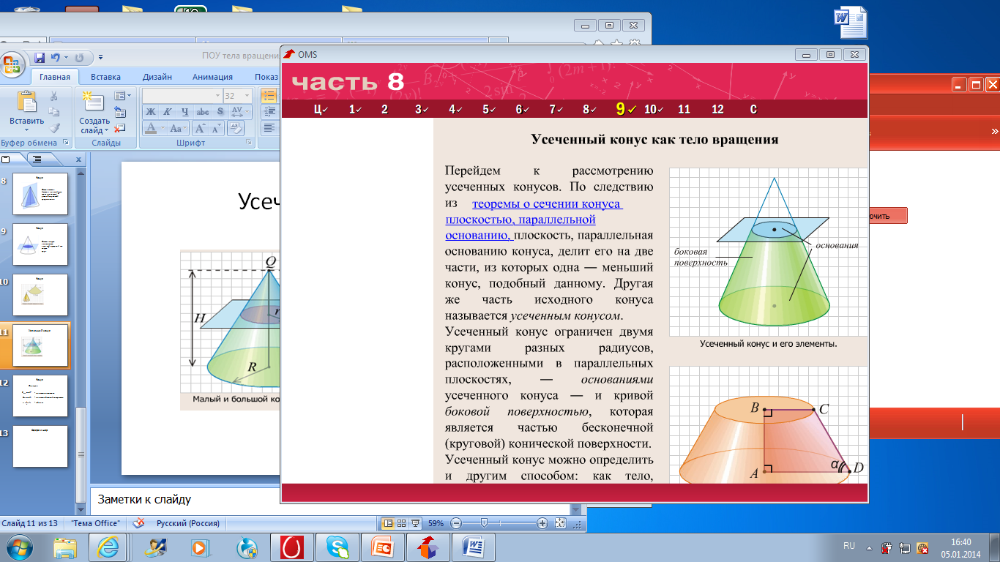 OMS
ПОУ тела вращени
Главная Вставка Дизайн Анимация Показ
Вставить
Создать
слайд
32
Ж К Ч abc S AV
А Аа А А
Буфер обмена Слайды Шрифт
часть 8
Ц 1 2 3 4 5 6 7 8 9 10 11 12 С
Усеченный конус как тело вращения
Перейдем к рассмотрению
усеченных конусов. По следствию
из теоремы о сечении конуса
плоскостью, параллельной
основанию, плоскость, параллельная
основанию конуса, делит его на две
части, из которых одна — меньший
конус, подобный данному. Другая
же часть исходного конуса
называется усеченным конусом.
Усеченный конус ограничен двумя
кругами разных радиусов,
расположенными в параллельных
плоскостях, — основаниями
усеченного конуса — и кривой
боковой поверхностью, которая
является частью бесконечной
(круговой) конической поверхности.
Усеченный конус можно определить
и другим способом: как тело,
боковая
поверхность
основания
Усеченный конус и его элементы.
B C
A α D
8
9
10
11
12
13
Усеч
Q
H
r
R
Малый и большой ко
ючить
Заметки к слайду
Слайд 11 из 13 "Тема Office" Русский (Россия) 59%
RU
16:40
05.01.2014